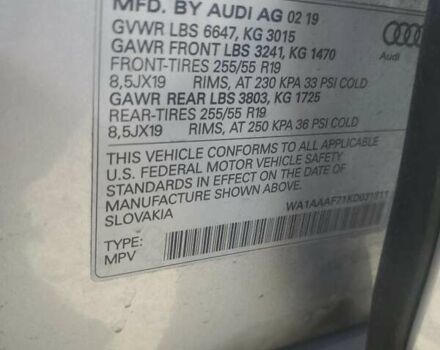 MFD. BY AUDI AG 02 19
GVWR LBS 6647, KG 3015
GAWR FRONT LBS 3241, KG 1470
FRONT-TIRES 255/55 R19
8,5JX19 RIMS, AT 230 KPA 33 PSI COLD
GAWR REAR LBS 3803, KG 1725
REAR-TIRES 255/55 R19
8,5JX19 RIMS, AT 250 KPA 36 PSI COLD
Audi
THIS VEHICLE CONFORMS TO ALL APPLICABLE
U.S. FEDERAL MOTOR VEHICLE SAFETY
STANDARDS IN EFFECT ON THE DATE OF
MANUFACTURE SHOWN ABOVE.
SLOVAKIA
TYPE:
MPV